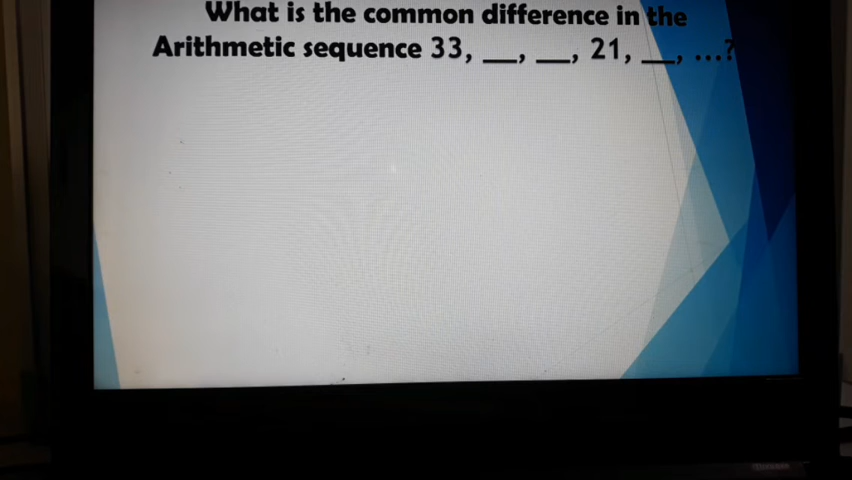 What is the common difference in the
Arithmetic sequence 33, __, __, 21, __, ...?